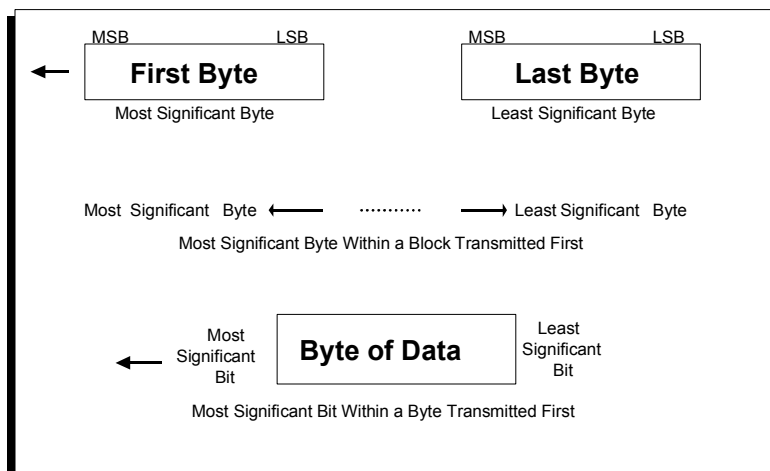 MSB LSB MSB LSB
First Byte Last Byte
Most Significant Byte Least Significant Byte
Most Significant Byte ........... Least Significant Byte
Most Significant Byte Within a Block Transmitted First
Most
Significant
Bit
Byte of Data
Least
Significant
Bit
Most Significant Bit Within a Byte Transmitted First